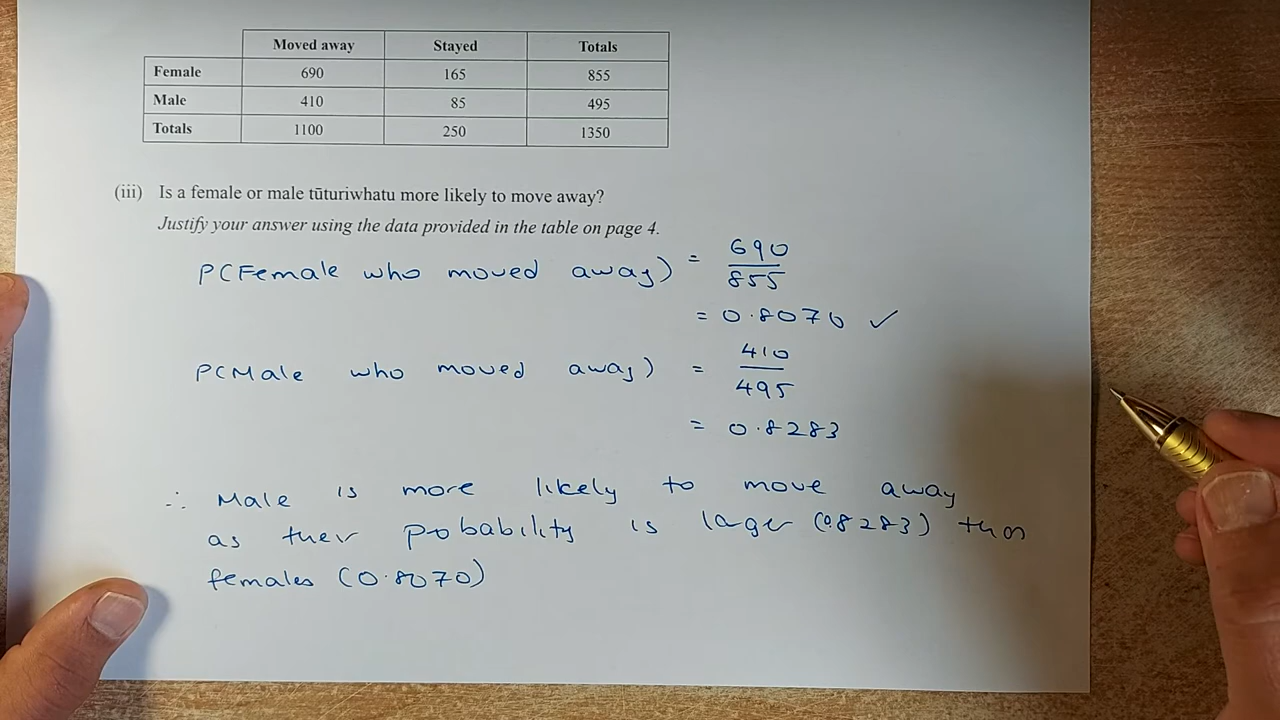 Moved away Stayed Totals
Female 690 165 855
Male 410 85 495
Totals 1100 250 1350
(iii) Is a female or male tūturiwhatu more likely to move away?
Justify your answer using the data provided in the table on page 4.
P(Female who moved away) = 690/855
= 0.8070 ✓
P(Male who moved away) = 410/495
= 0.8283
∴ Male is more likely to move away
as their probability is larger (0.8283) than
females (0.8070)